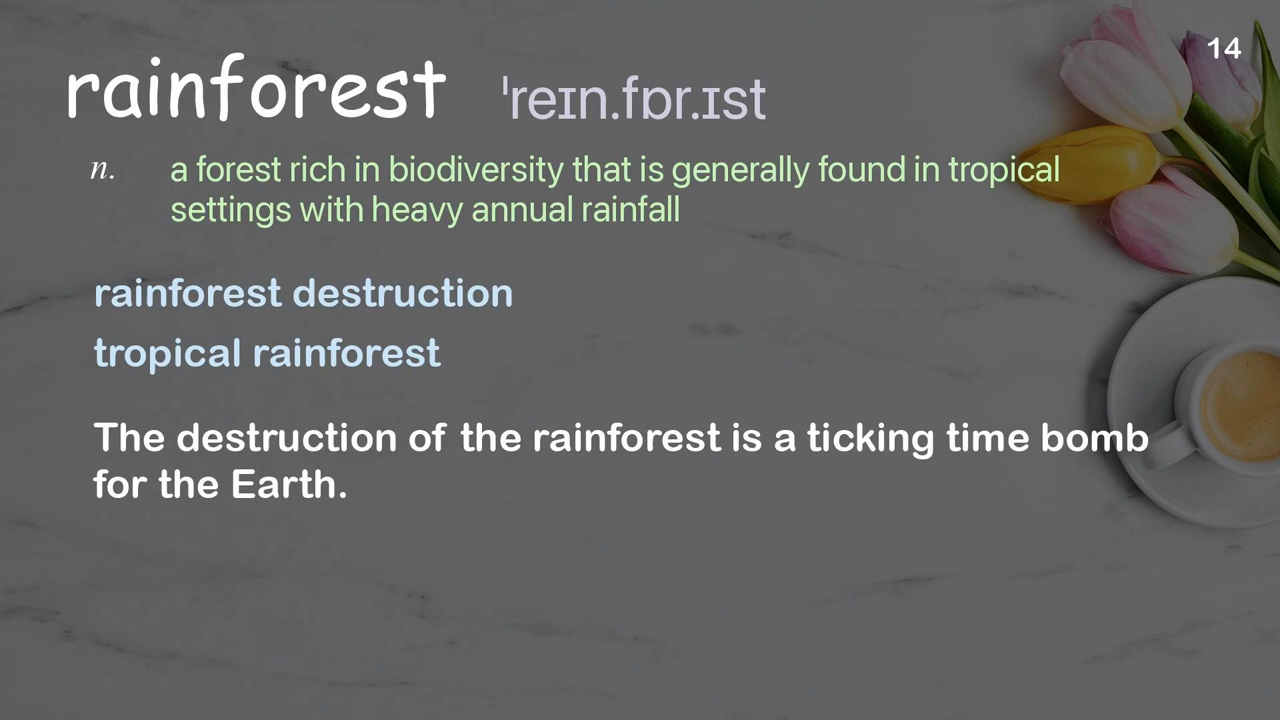 14
rainforest ˈreɪn.fɒr.ɪst
n. a forest rich in biodiversity that is generally found in tropical
settings with heavy annual rainfall
rainforest destruction
tropical rainforest
The destruction of the rainforest is a ticking time bomb
for the Earth.